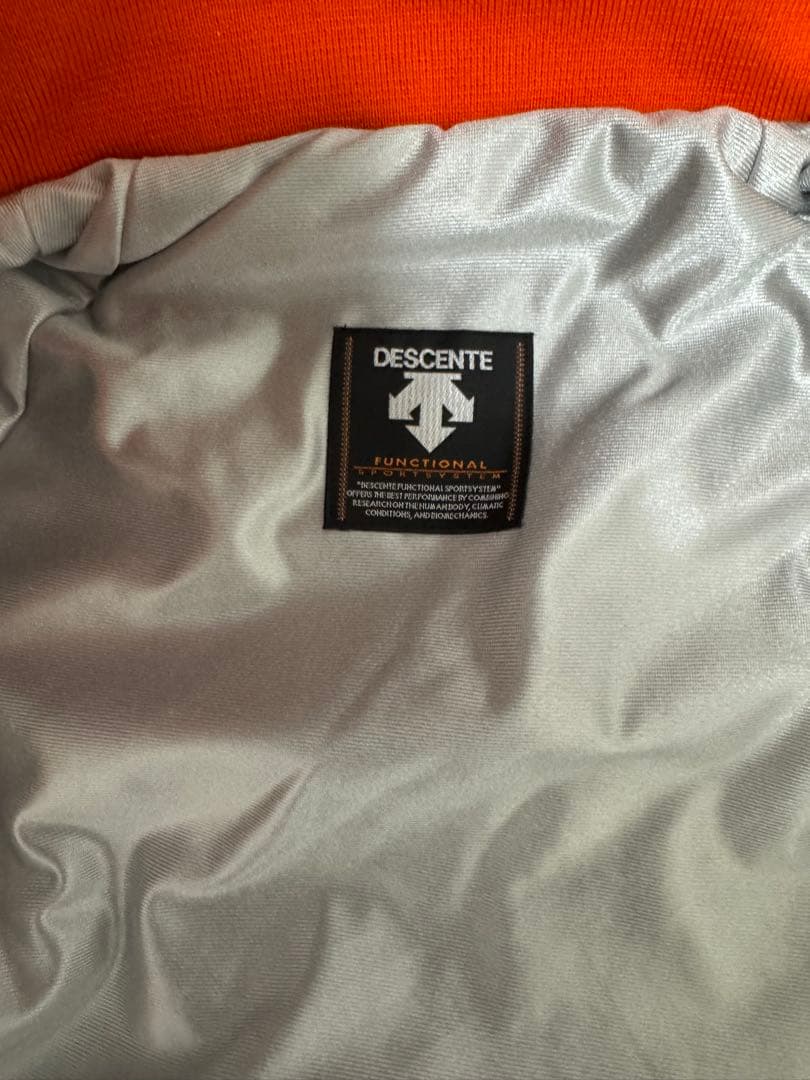 DESCENTE
FUNCTIONAL
SPORTSYSTEM
"DESCENTE FUNCTIONAL SPORTSYSTEM"
OFFERS THE BEST PERFORMANCE BY COMBINING
RESEARCH ON THE HUMAN BODY, CLIMATIC
CONDITIONS, AND BIOMECHANICS.